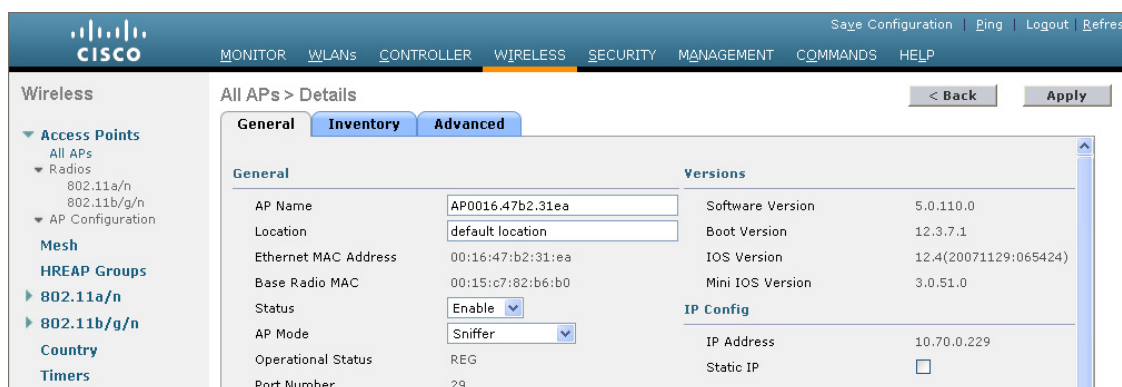 Save Configuration | Ping | Logout | Refres
CISCO
MONITOR WLANs CONTROLLER WIRELESS SECURITY MANAGEMENT COMMANDS HELP
Wireless
Access Points
All APs
Radios
802.11a/n
802.11b/g/n
AP Configuration
Mesh
HREAP Groups
802.11a/n
802.11b/g/n
Country
Timers
All APs > Details
< Back
Apply
General Inventory Advanced
General
AP Name AP0016.47b2.31ea
Location default location
Ethernet MAC Address 00:16:47:b2:31:ea
Base Radio MAC 00:15:c7:82:b6:b0
Status Enable
AP Mode Sniffer
Operational Status REG
Port Number 29
Versions
Software Version 5.0.110.0
Boot Version 12.3.7.1
IOS Version 12.4(20071129:065424)
Mini IOS Version 3.0.51.0
IP Config
IP Address 10.70.0.229
Static IP